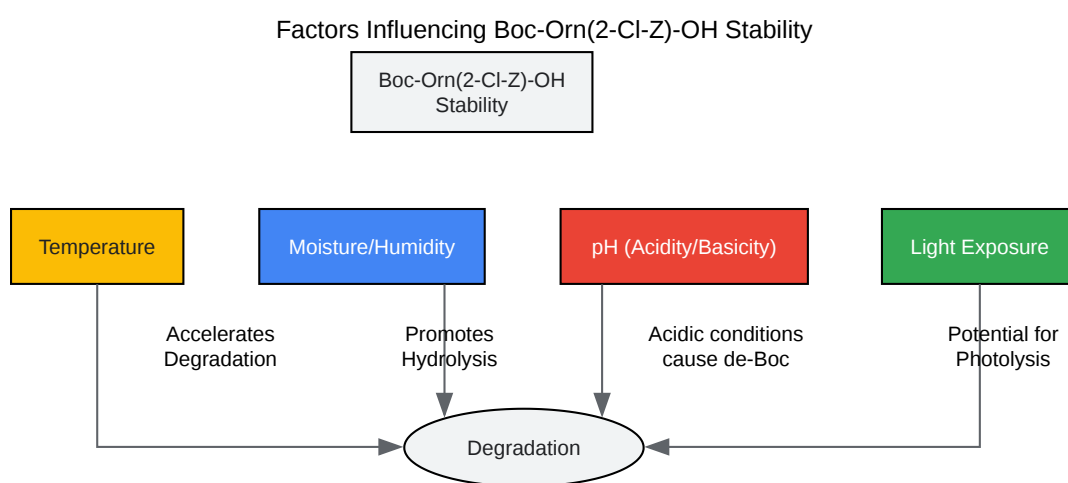 Factors Influencing Boc-Orn(2-Cl-Z)-OH Stability
Boc-Orn(2-Cl-Z)-OH
Stability
Temperature
Moisture/Humidity
pH (Acidity/Basicity)
Light Exposure
Accelerates
Degradation
Promotes
Hydrolysis
Acidic conditions
cause de-Boc
Potential for
Photolysis
Degradation